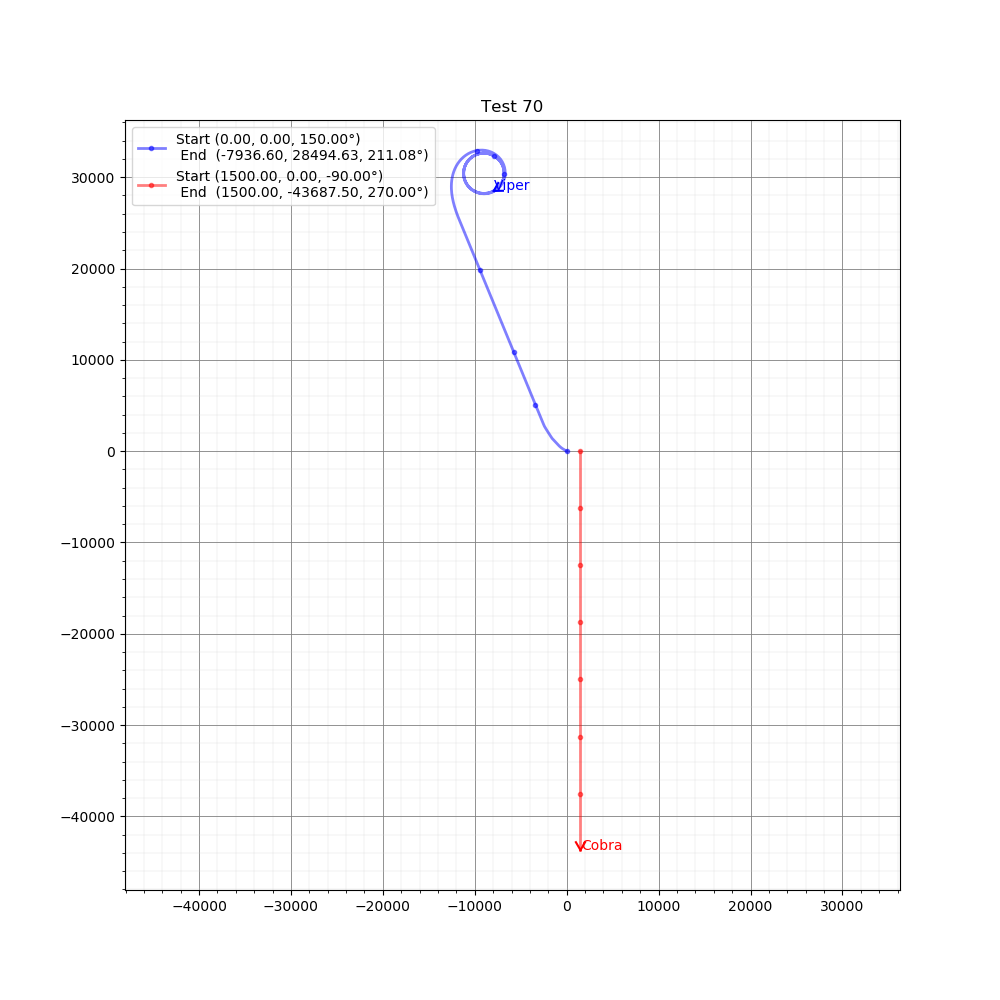 Test 70
Start (0.00, 0.00, 150.00°)
End  (-7936.60, 28494.63, 211.08°)
Start (1500.00, 0.00, -90.00°)
End  (1500.00, -43687.50, 270.00°)
30000
20000
10000
0
−10000
−20000
−30000
−40000
Viper
Cobra
−40000 −30000 −20000 −10000 0 10000 20000 30000